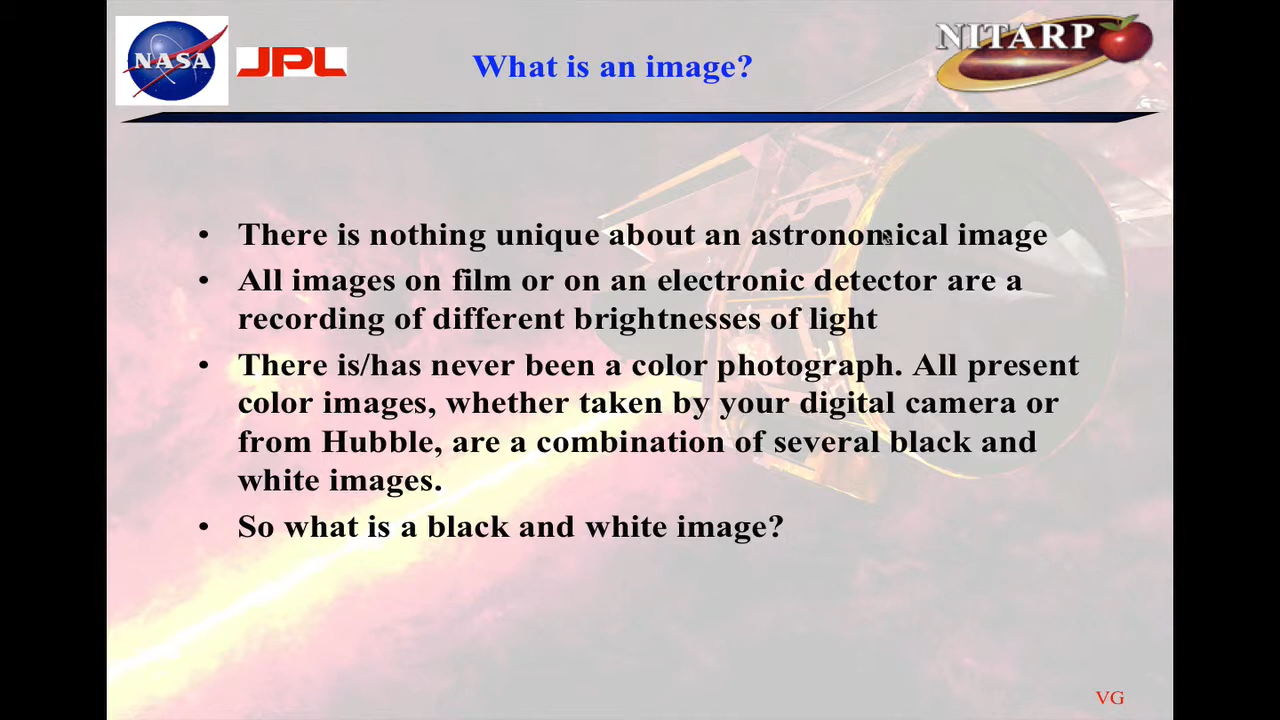 NASA
JPL
What is an image?
NITARP
• There is nothing unique about an astronomical image
• All images on film or on an electronic detector are a
recording of different brightnesses of light
• There is/has never been a color photograph. All present
color images, whether taken by your digital camera or
from Hubble, are a combination of several black and
white images.
• So what is a black and white image?
VG